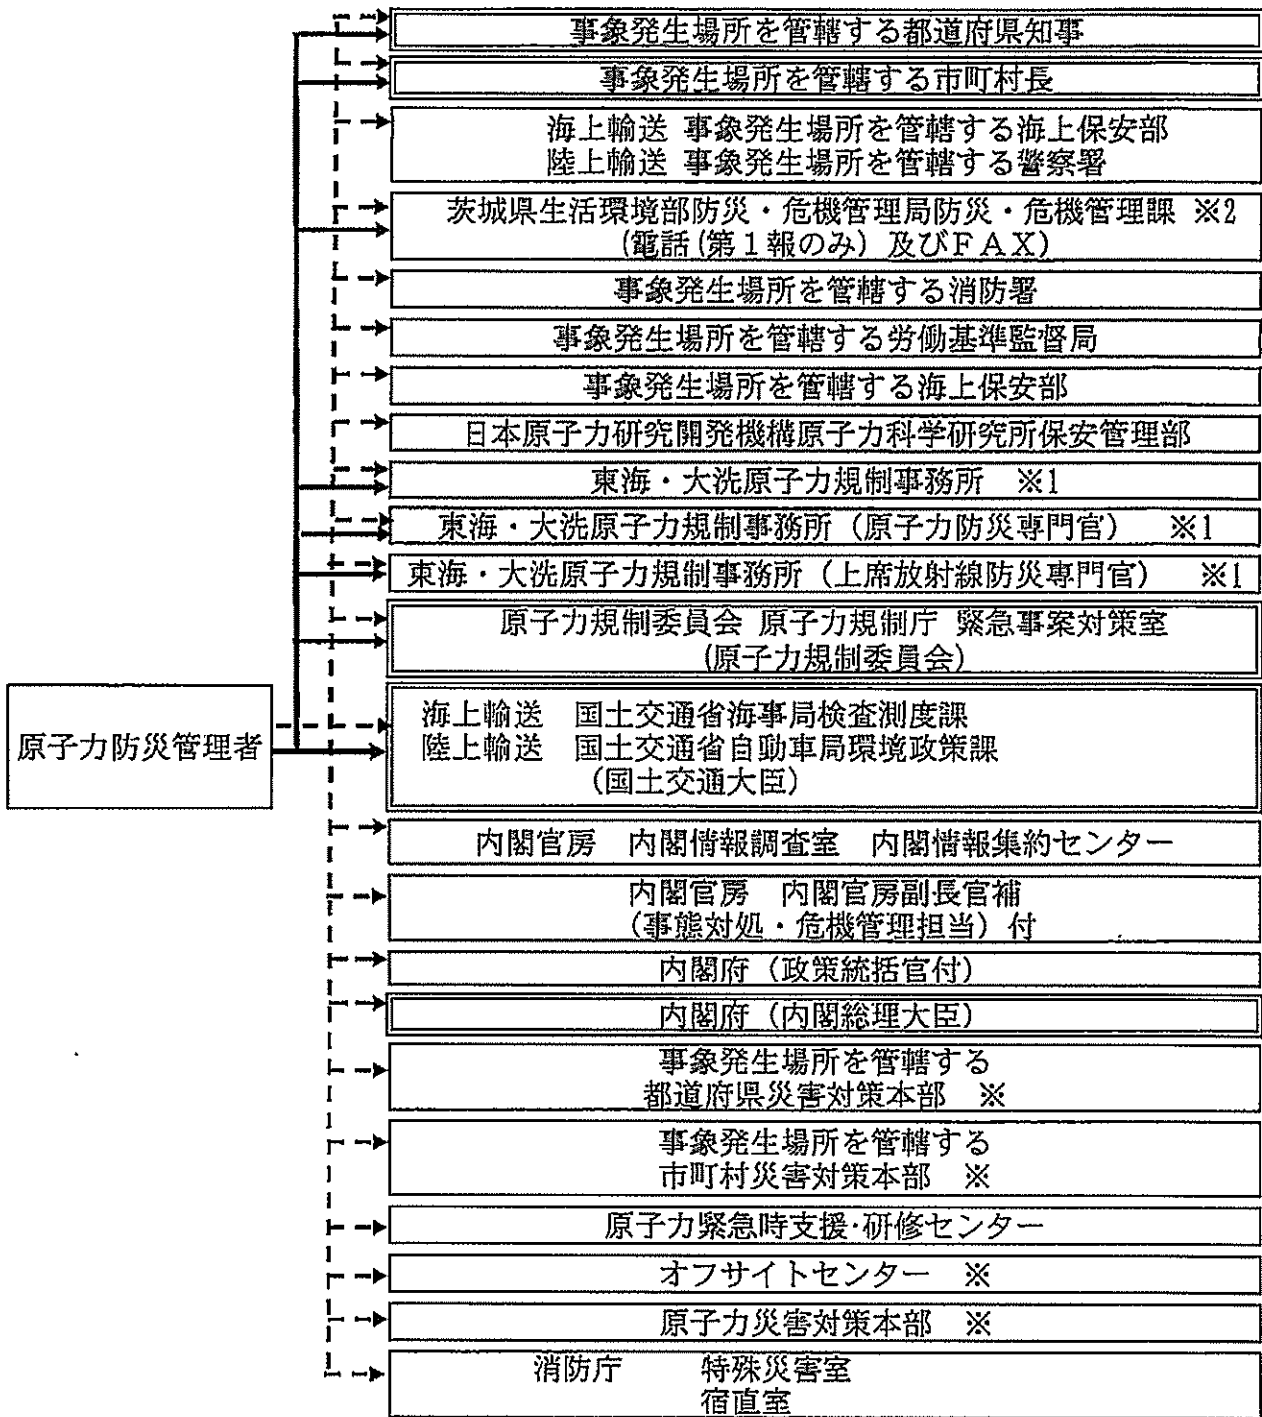 事象発生場所を管轄する都道府県知事
事象発生場所を管轄する市町村長
海上輸送 事象発生場所を管轄する海上保安部
陸上輸送 事象発生場所を管轄する警察署
茨城県生活環境部防災・危機管理局防災・危機管理課 ※2
(電話(第1報のみ)及びFAX)
事象発生場所を管轄する消防署
事象発生場所を管轄する労働基準監督局
事象発生場所を管轄する海上保安部
日本原子力研究開発機構原子力科学研究所保安管理部
東海・大洗原子力規制事務所 ※1
東海・大洗原子力規制事務所(原子力防災専門官) ※1
東海・大洗原子力規制事務所(上席放射線防災専門官) ※1
原子力規制委員会 原子力規制庁 緊急事案対策室
(原子力規制委員会)
原子力防災管理者
海上輸送 国土交通省海事局検査測度課
陸上輸送 国土交通省自動車局環境政策課
(国土交通大臣)
内閣官房 内閣情報調査室 内閣情報集約センター
内閣官房 内閣官房副長官補
(事態対処・危機管理担当)付
内閣府(政策統括官付)
内閣府(内閣総理大臣)
事象発生場所を管轄する
都道府県災害対策本部 ※
事象発生場所を管轄する
市町村災害対策本部 ※
原子力緊急時支援・研修センター
オフサイトセンター ※
原子力災害対策本部 ※
消防庁 特殊災害室
宿直室